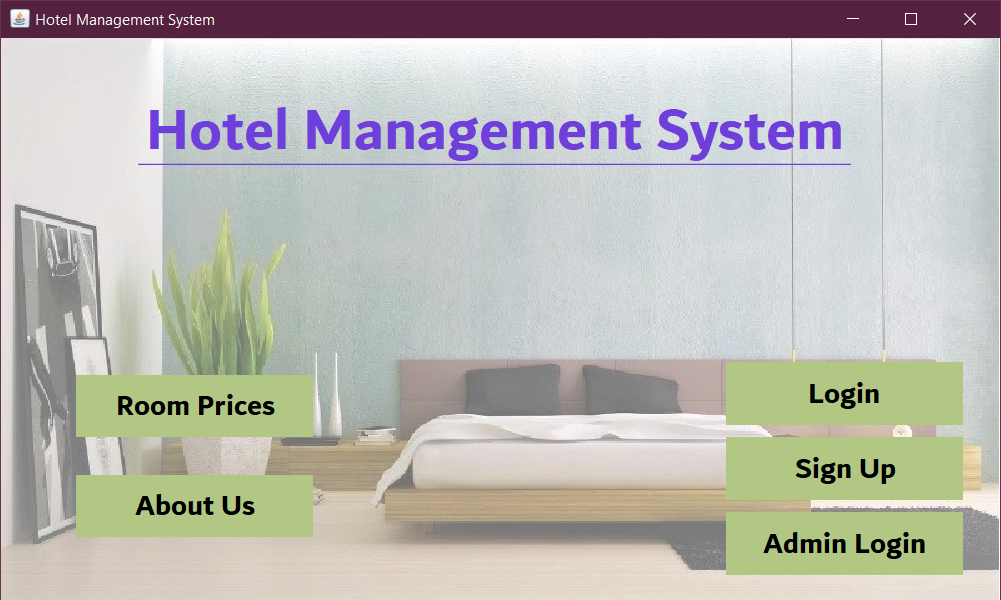 Hotel Management System
Hotel Management System
Room Prices
About Us
Login
Sign Up
Admin Login